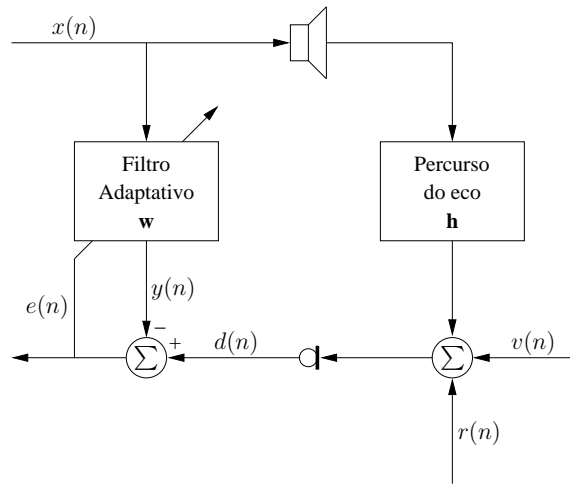 x(n)
Filtro
Adaptativo
w
Percurso
do eco
h
e(n)
y(n)
−
+
∑
d(n)
∑
v(n)
r(n)